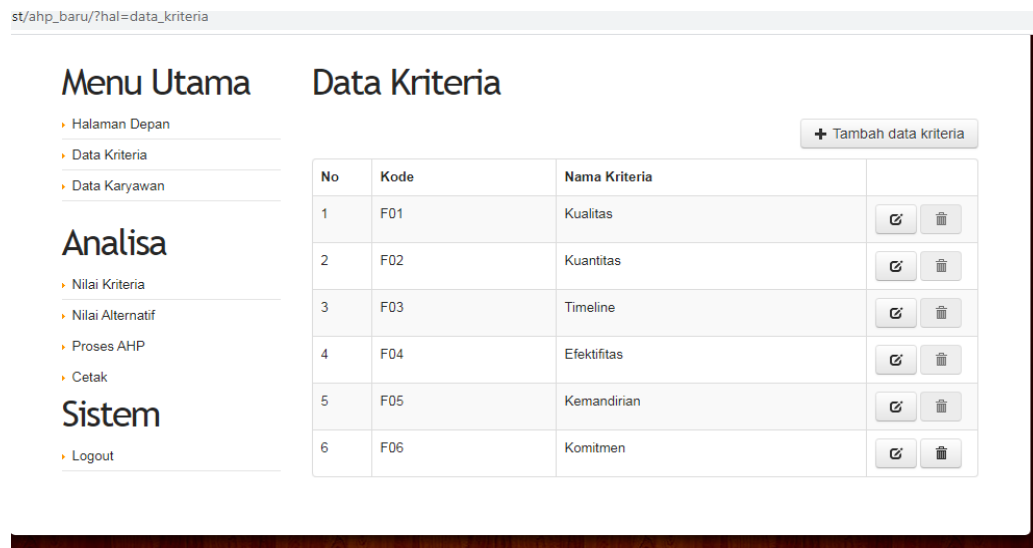 st/ahp_baru/?hal=data_kriteria
Menu Utama
Halaman Depan
Data Kriteria
Data Karyawan
Analisa
Nilai Kriteria
Nilai Alternatif
Proses AHP
Cetak
Sistem
Logout
Data Kriteria
Tambah data kriteria
No Kode Nama Kriteria
1 F01 Kualitas
2 F02 Kuantitas
3 F03 Timeline
4 F04 Efektifitas
5 F05 Kemandirian
6 F06 Komitmen